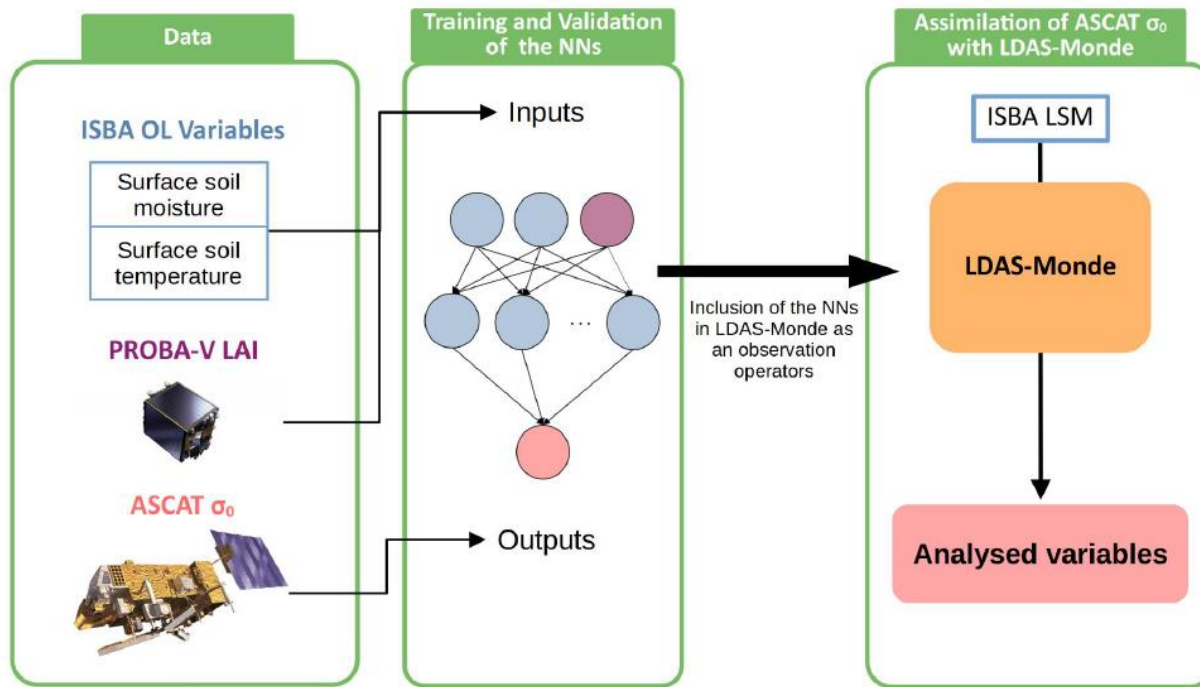 Data
ISBA OL Variables
Surface soil
moisture
Surface soil
temperature
PROBA-V LAI
ASCAT σ₀
Training and Validation
of the NNs
Inputs
...
Outputs
Inclusion of the NNs
in LDAS-Monde as
an observation
operators
Assimilation of ASCAT σ₀
with LDAS-Monde
ISBA LSM
LDAS-Monde
Analysed variables